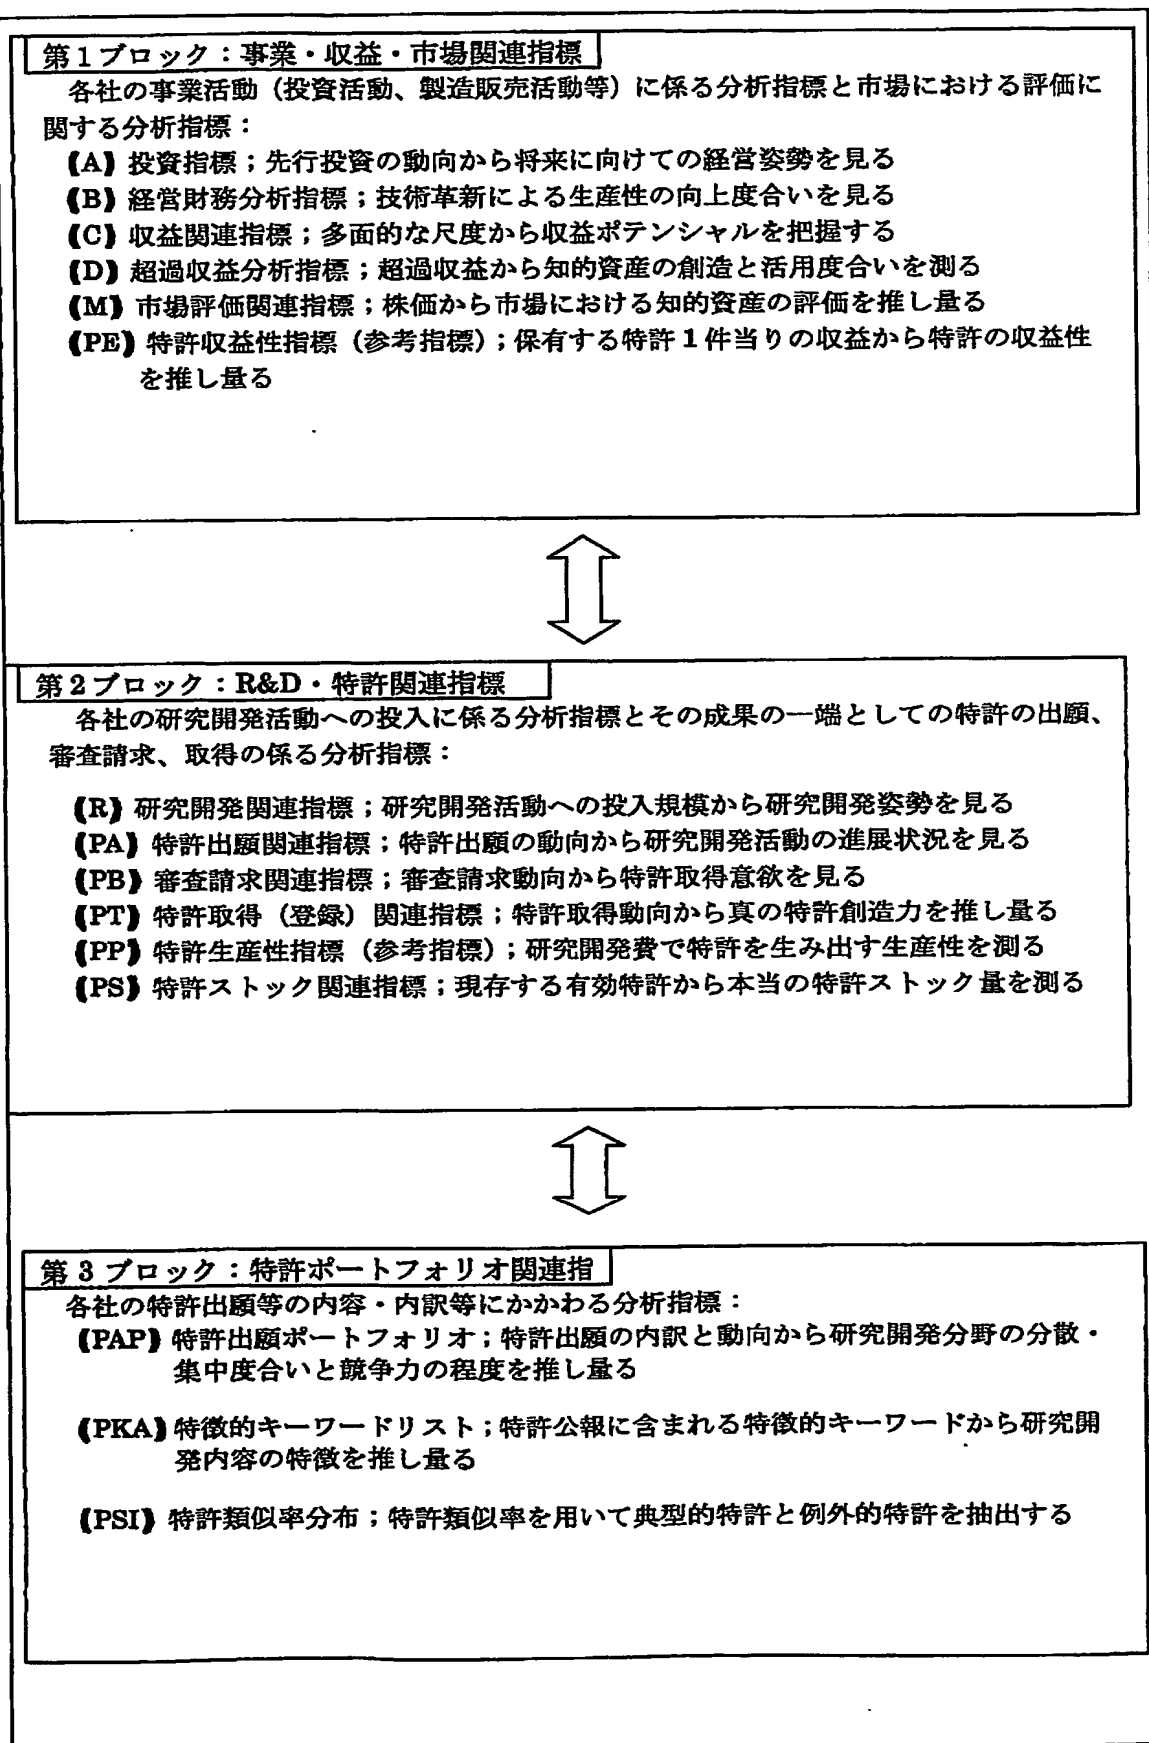 第1ブロック：事業・収益・市場関連指標
各社の事業活動（投資活動、製造販売活動等）に係る分析指標と市場における評価に
関する分析指標：
【A】投資指標；先行投資の動向から将来に向けての経営姿勢を見る
【B】経営財務分析指標；技術革新による生産性の向上度合いを見る
【C】収益関連指標；多面的な尺度から収益ポテンシャルを把握する
【D】超過収益分析指標；超過収益から知的資産の創造と活用度合いを測る
【M】市場評価関連指標；株価から市場における知的資産の評価を推し量る
【PE】特許収益性指標（参考指標）；保有する特許1件当りの収益から特許の収益性
を推し量る
第2ブロック：R&D・特許関連指標
各社の研究開発活動への投入に係る分析指標とその成果の一端としての特許の出願、
審査請求、取得の係る分析指標：
【R】研究開発関連指標；研究開発活動への投入規模から研究開発姿勢を見る
【PA】特許出願関連指標；特許出願の動向から研究開発活動の進展状況を見る
【PB】審査請求関連指標；審査請求動向から特許取得意欲を見る
【PT】特許取得（登録）関連指標；特許取得動向から真の特許創造力を推し量る
【PP】特許生産性指標（参考指標）；研究開発費で特許を生み出す生産性を測る
【PS】特許ストック関連指標；現存する有効特許から本当の特許ストック量を測る
第3ブロック：特許ポートフォリオ関連指
各社の特許出願等の内容・内訳等にかかわる分析指標：
【PAP】特許出願ポートフォリオ；特許出願の内訳と動向から研究開発分野の分散・
集中度合いと競争力の程度を推し量る
【PKA】特徴的キーワードリスト；特許公報に含まれる特徴的キーワードから研究開
発内容の特徴を推し量る
【PSI】特許類似率分布；特許類似率を用いて典型的特許と例外的特許を抽出する